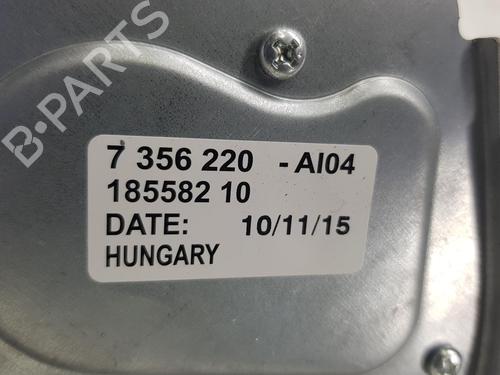 B-PARTS
7 356 220 - AI04
185582 10
DATE: 10/11/15
HUNGARY